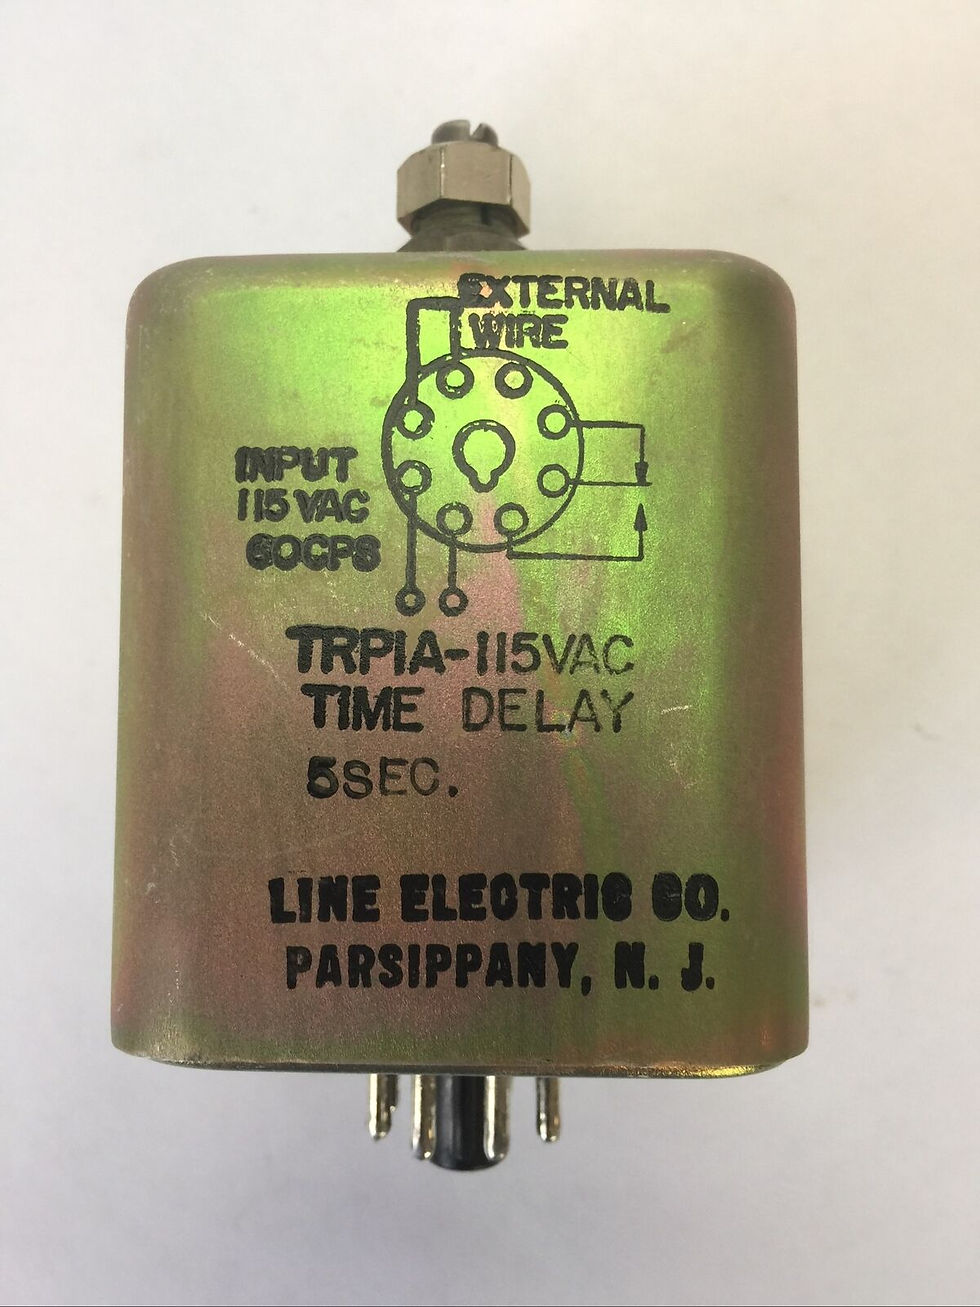 EXTERNAL
WIRE
INPUT
115 VAC
60CPS
TRP1A-115VAC
TIME DELAY
5SEC.
LINE ELECTRIC CO.
PARSIPPANY, N. J.